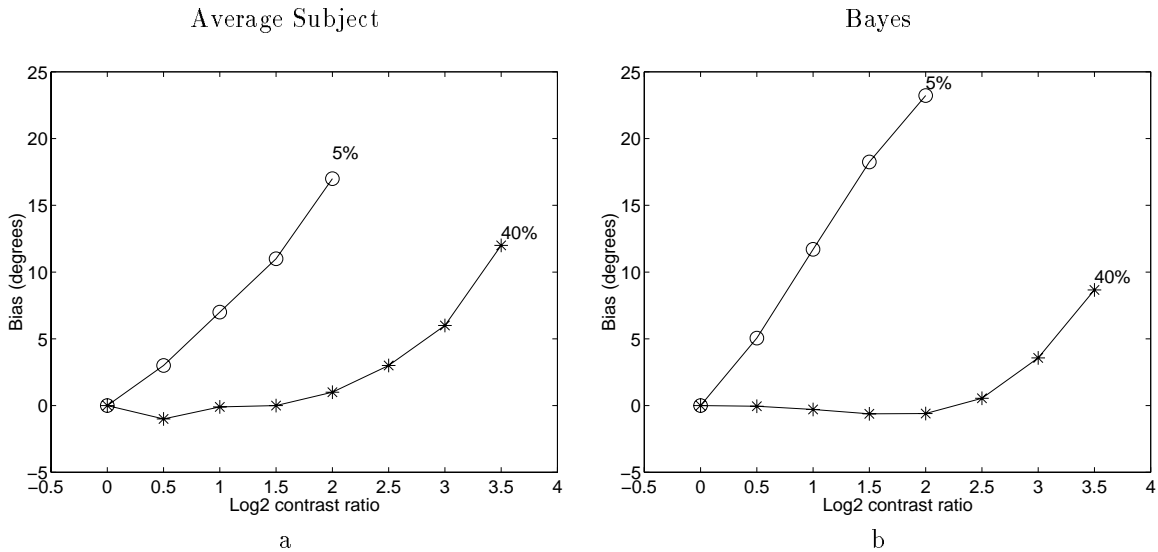 Average Subject
25
20
15
10
5
0
−5
−0.5 0 0.5 1 1.5 2 2.5 3 3.5 4
Bias (degrees)
Log2 contrast ratio
5%
40%
a
Bayes
25
20
15
10
5
0
−5
−0.5 0 0.5 1 1.5 2 2.5 3 3.5 4
Bias (degrees)
Log2 contrast ratio
5%
40%
b